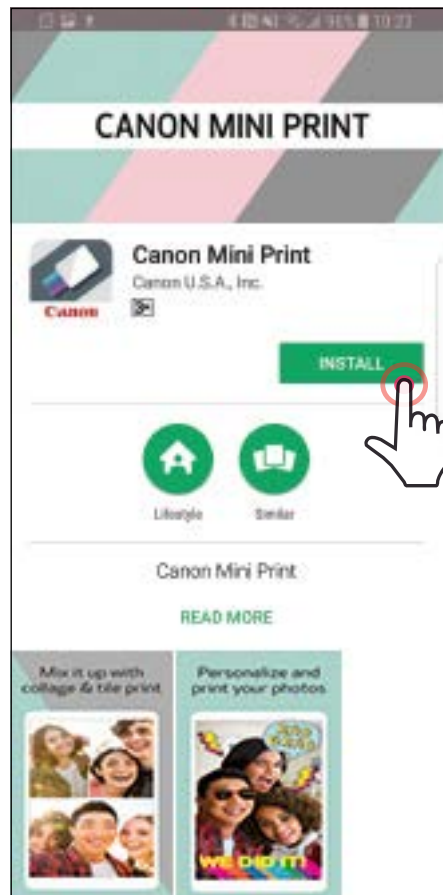 CANON MINI PRINT
Canon Mini Print
Canon U.S.A., Inc.
Canon
3+
INSTALL
Lifestyle
Similar
Canon Mini Print
READ MORE
Mix it up with
collage & tile print
Personalize and
print your photos
WE DID IT!